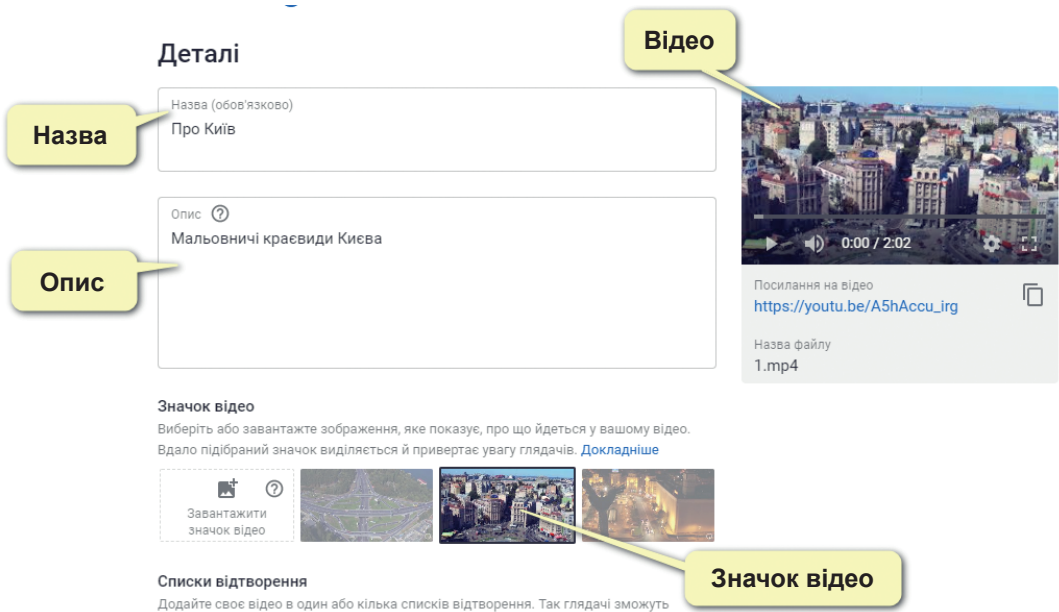 Деталі
Відео
Назва
Назва (обов'язково)
Про Київ
Опис
Опис
Мальовничі краєвиди Києва
0:00 / 2:02
Посилання на відео
https://youtu.be/A5hAccu_irg
Назва файлу
1.mp4
Значок відео
Виберіть або завантажте зображення, яке показує, про що йдеться у вашому відео.
Вдало підібраний значок виділяється й привертає увагу глядачів. Докладніше
Завантажити
значок відео
Значок відео
Списки відтворення
Додайте своє відео в один або кілька списків відтворення. Так глядачі зможуть